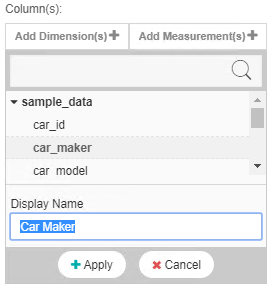 Column(s):
Add Dimension(s)+ Add Measurement(s)+
sample_data
car_id
car_maker
car_model
Display Name
Car Maker
+ Apply × Cancel